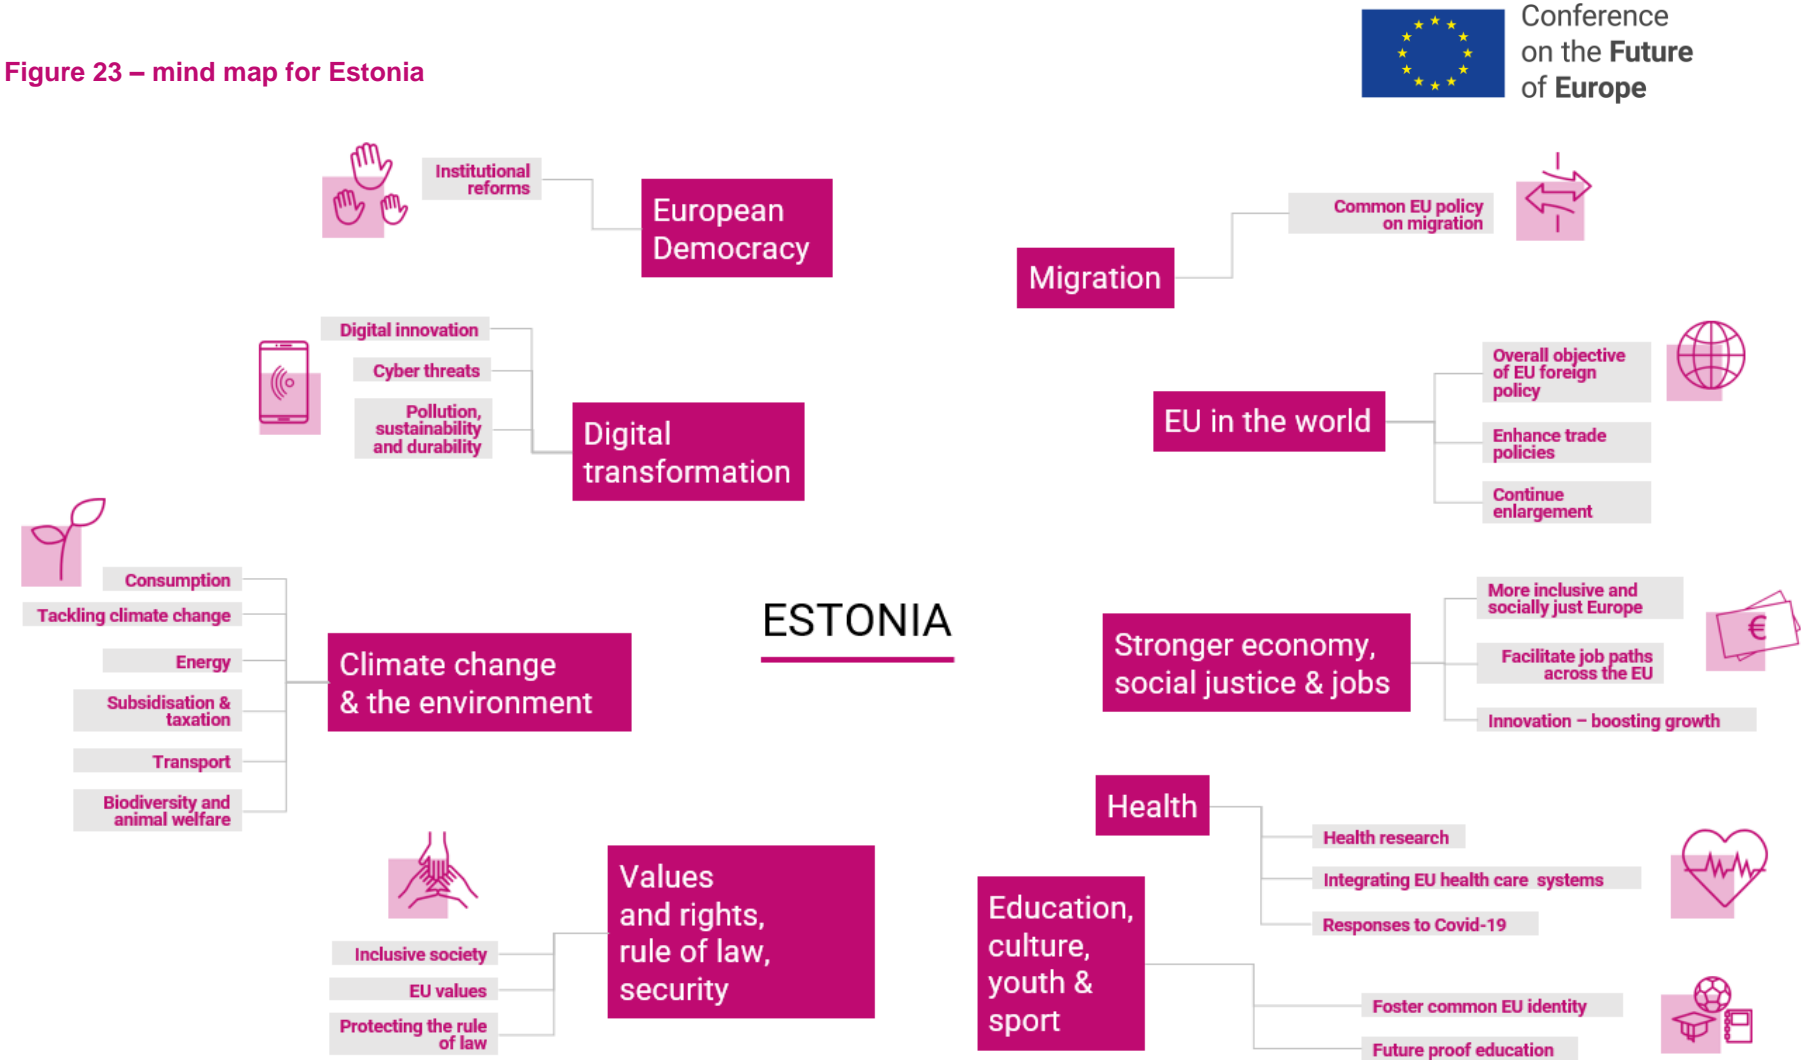 Conference
on the Future
of Europe
Figure 23 – mind map for Estonia
Institutional
reforms
European
Democracy
Digital innovation
Cyber threats
Pollution,
sustainability
and durability
Digital
transformation
Consumption
Tackling climate change
Energy
Subsidisation &
taxation
Transport
Biodiversity and
animal welfare
Climate change
& the environment
Inclusive society
EU values
Protecting the rule
of law
Values
and rights,
rule of law,
security
ESTONIA
Migration
Common EU policy
on migration
EU in the world
Overall objective
of EU foreign
policy
Enhance trade
policies
Continue
enlargement
Stronger economy,
social justice & jobs
More inclusive and
socially just Europe
Facilitate job paths
across the EU
Innovation – boosting growth
€
Health
Health research
Integrating EU health care systems
Responses to Covid-19
Education,
culture,
youth &
sport
Foster common EU identity
Future proof education